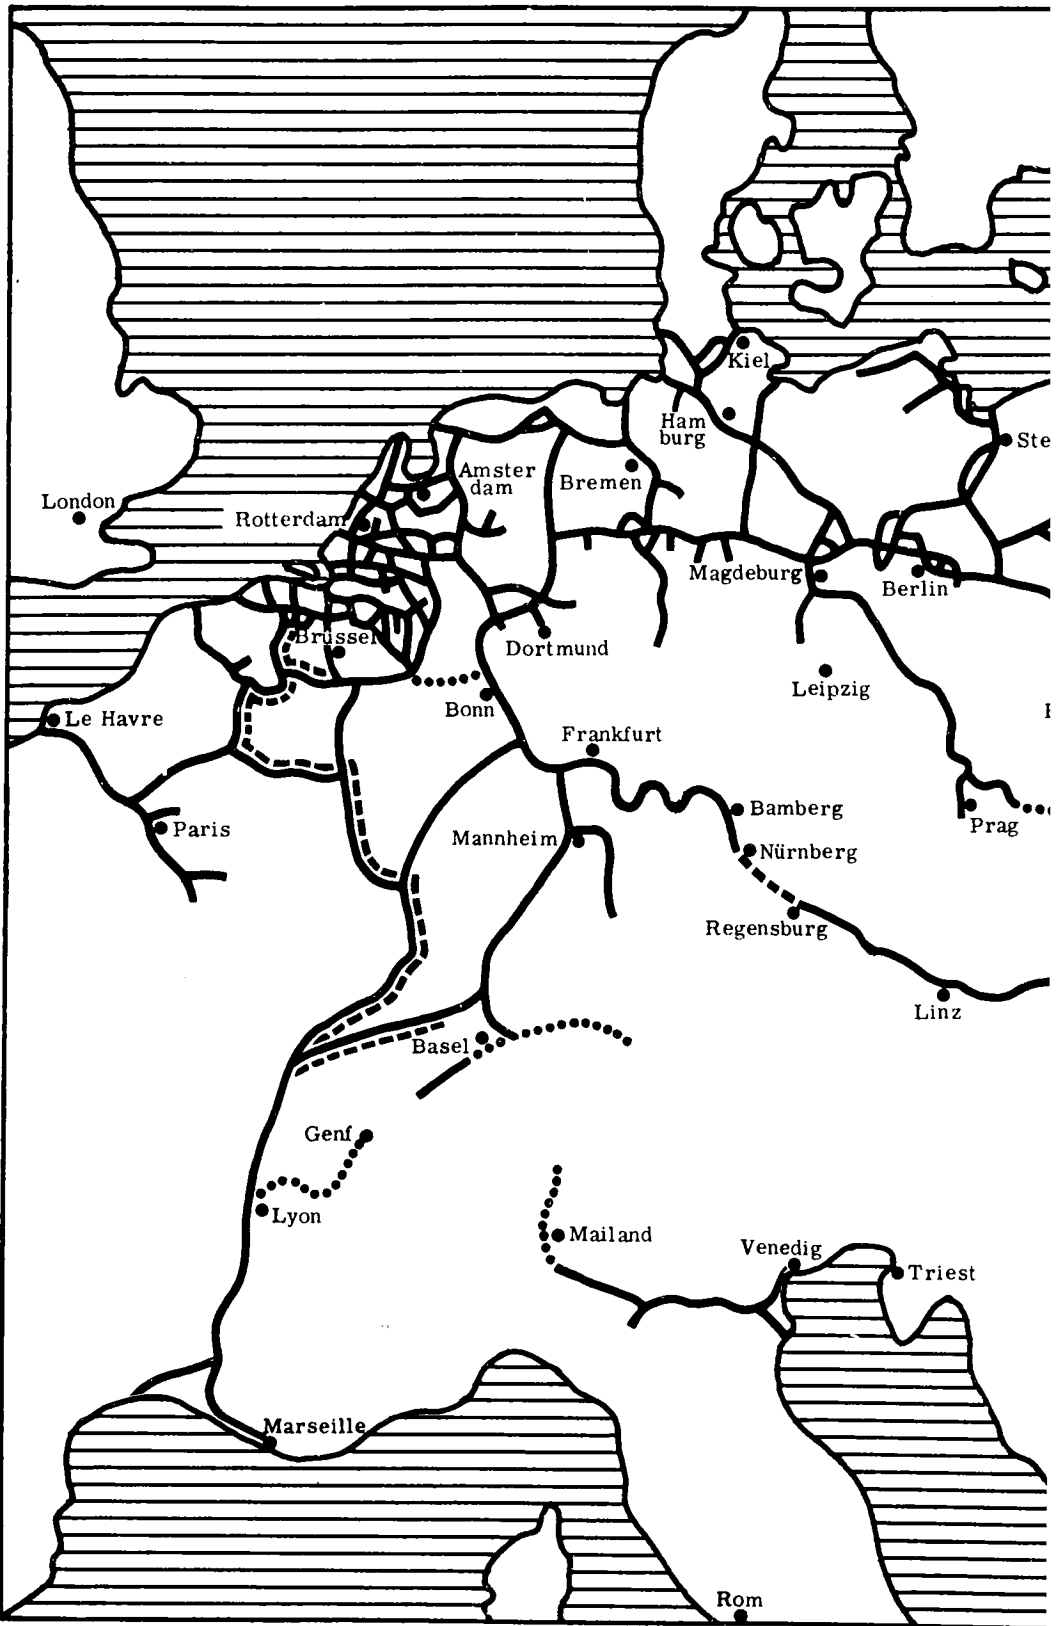 Kiel
Ham
burg
Ste
Amster
dam
Bremen
London
Rotterdam
Magdeburg
Berlin
Brüssel
Dortmund
Leipzig
Bonn
Le Havre
Frankfurt
Bamberg
Prag
Paris
Mannheim
Nürnberg
Regensburg
Linz
Basel
Genf
Lyon
Mailand
Venedig
Triest
Marseille
Rom